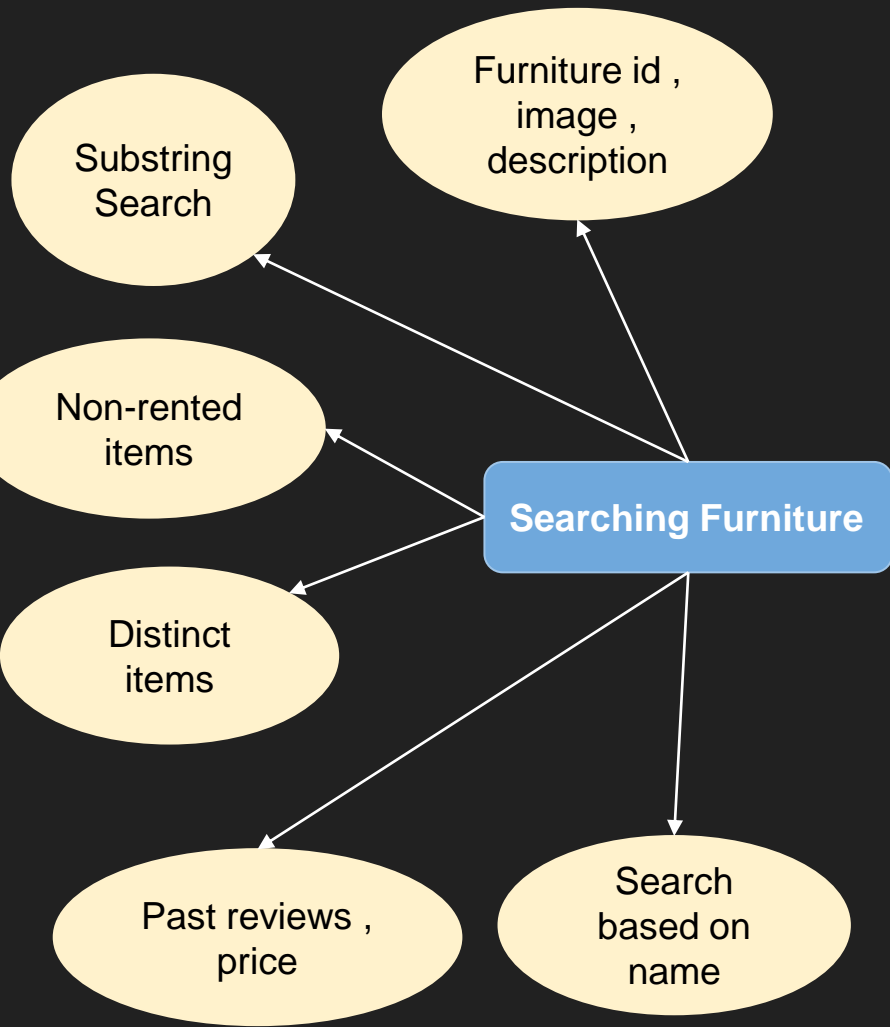 Furniture id ,
image ,
description
Substring
Search
Non-rented
items
Searching Furniture
Distinct
items
Past reviews ,
price
Search
based on
name